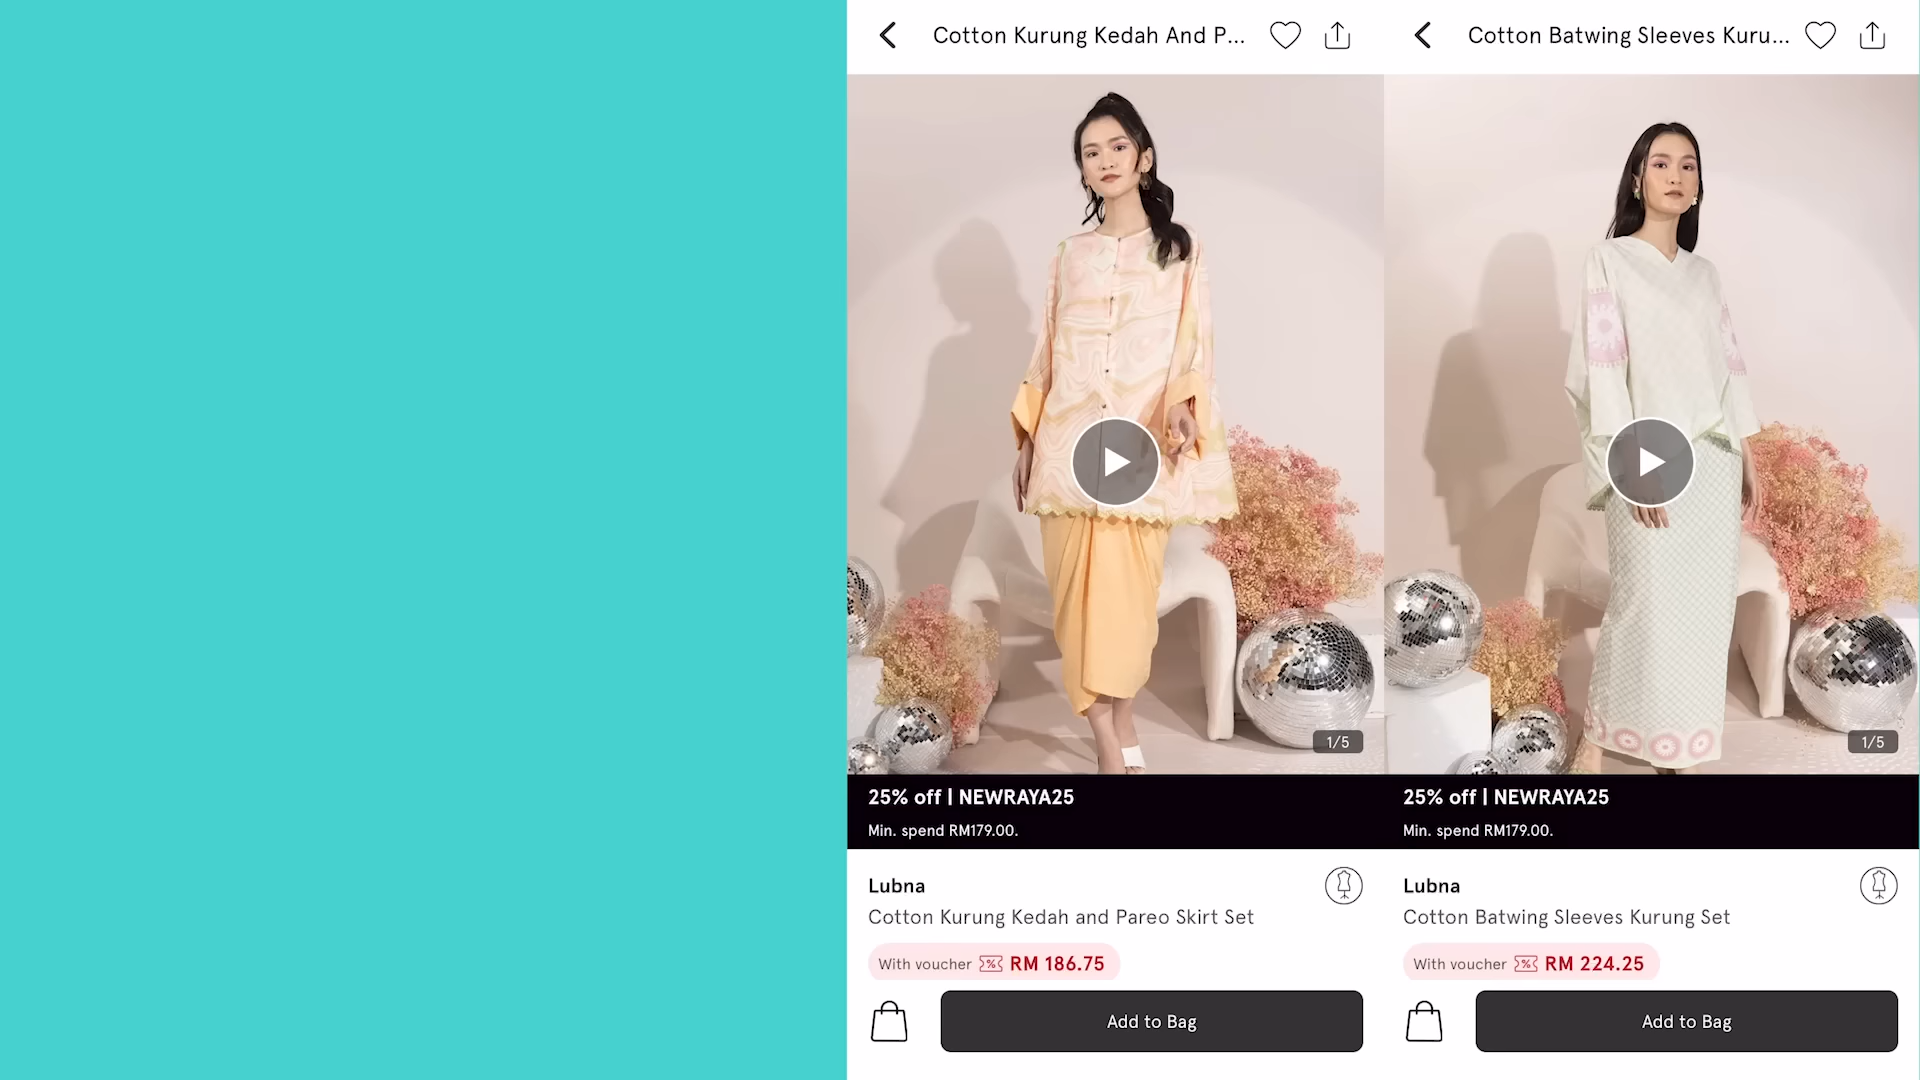 Cotton Kurung Kedah And P...
1/5
25% off | NEWRAYA25
Min. spend RM179.00.
Lubna
Cotton Kurung Kedah and Pareo Skirt Set
With voucher RM 186.75
Add to Bag
Cotton Batwing Sleeves Kuru...
1/5
25% off | NEWRAYA25
Min. spend RM179.00.
Lubna
Cotton Batwing Sleeves Kurung Set
With voucher RM 224.25
Add to Bag